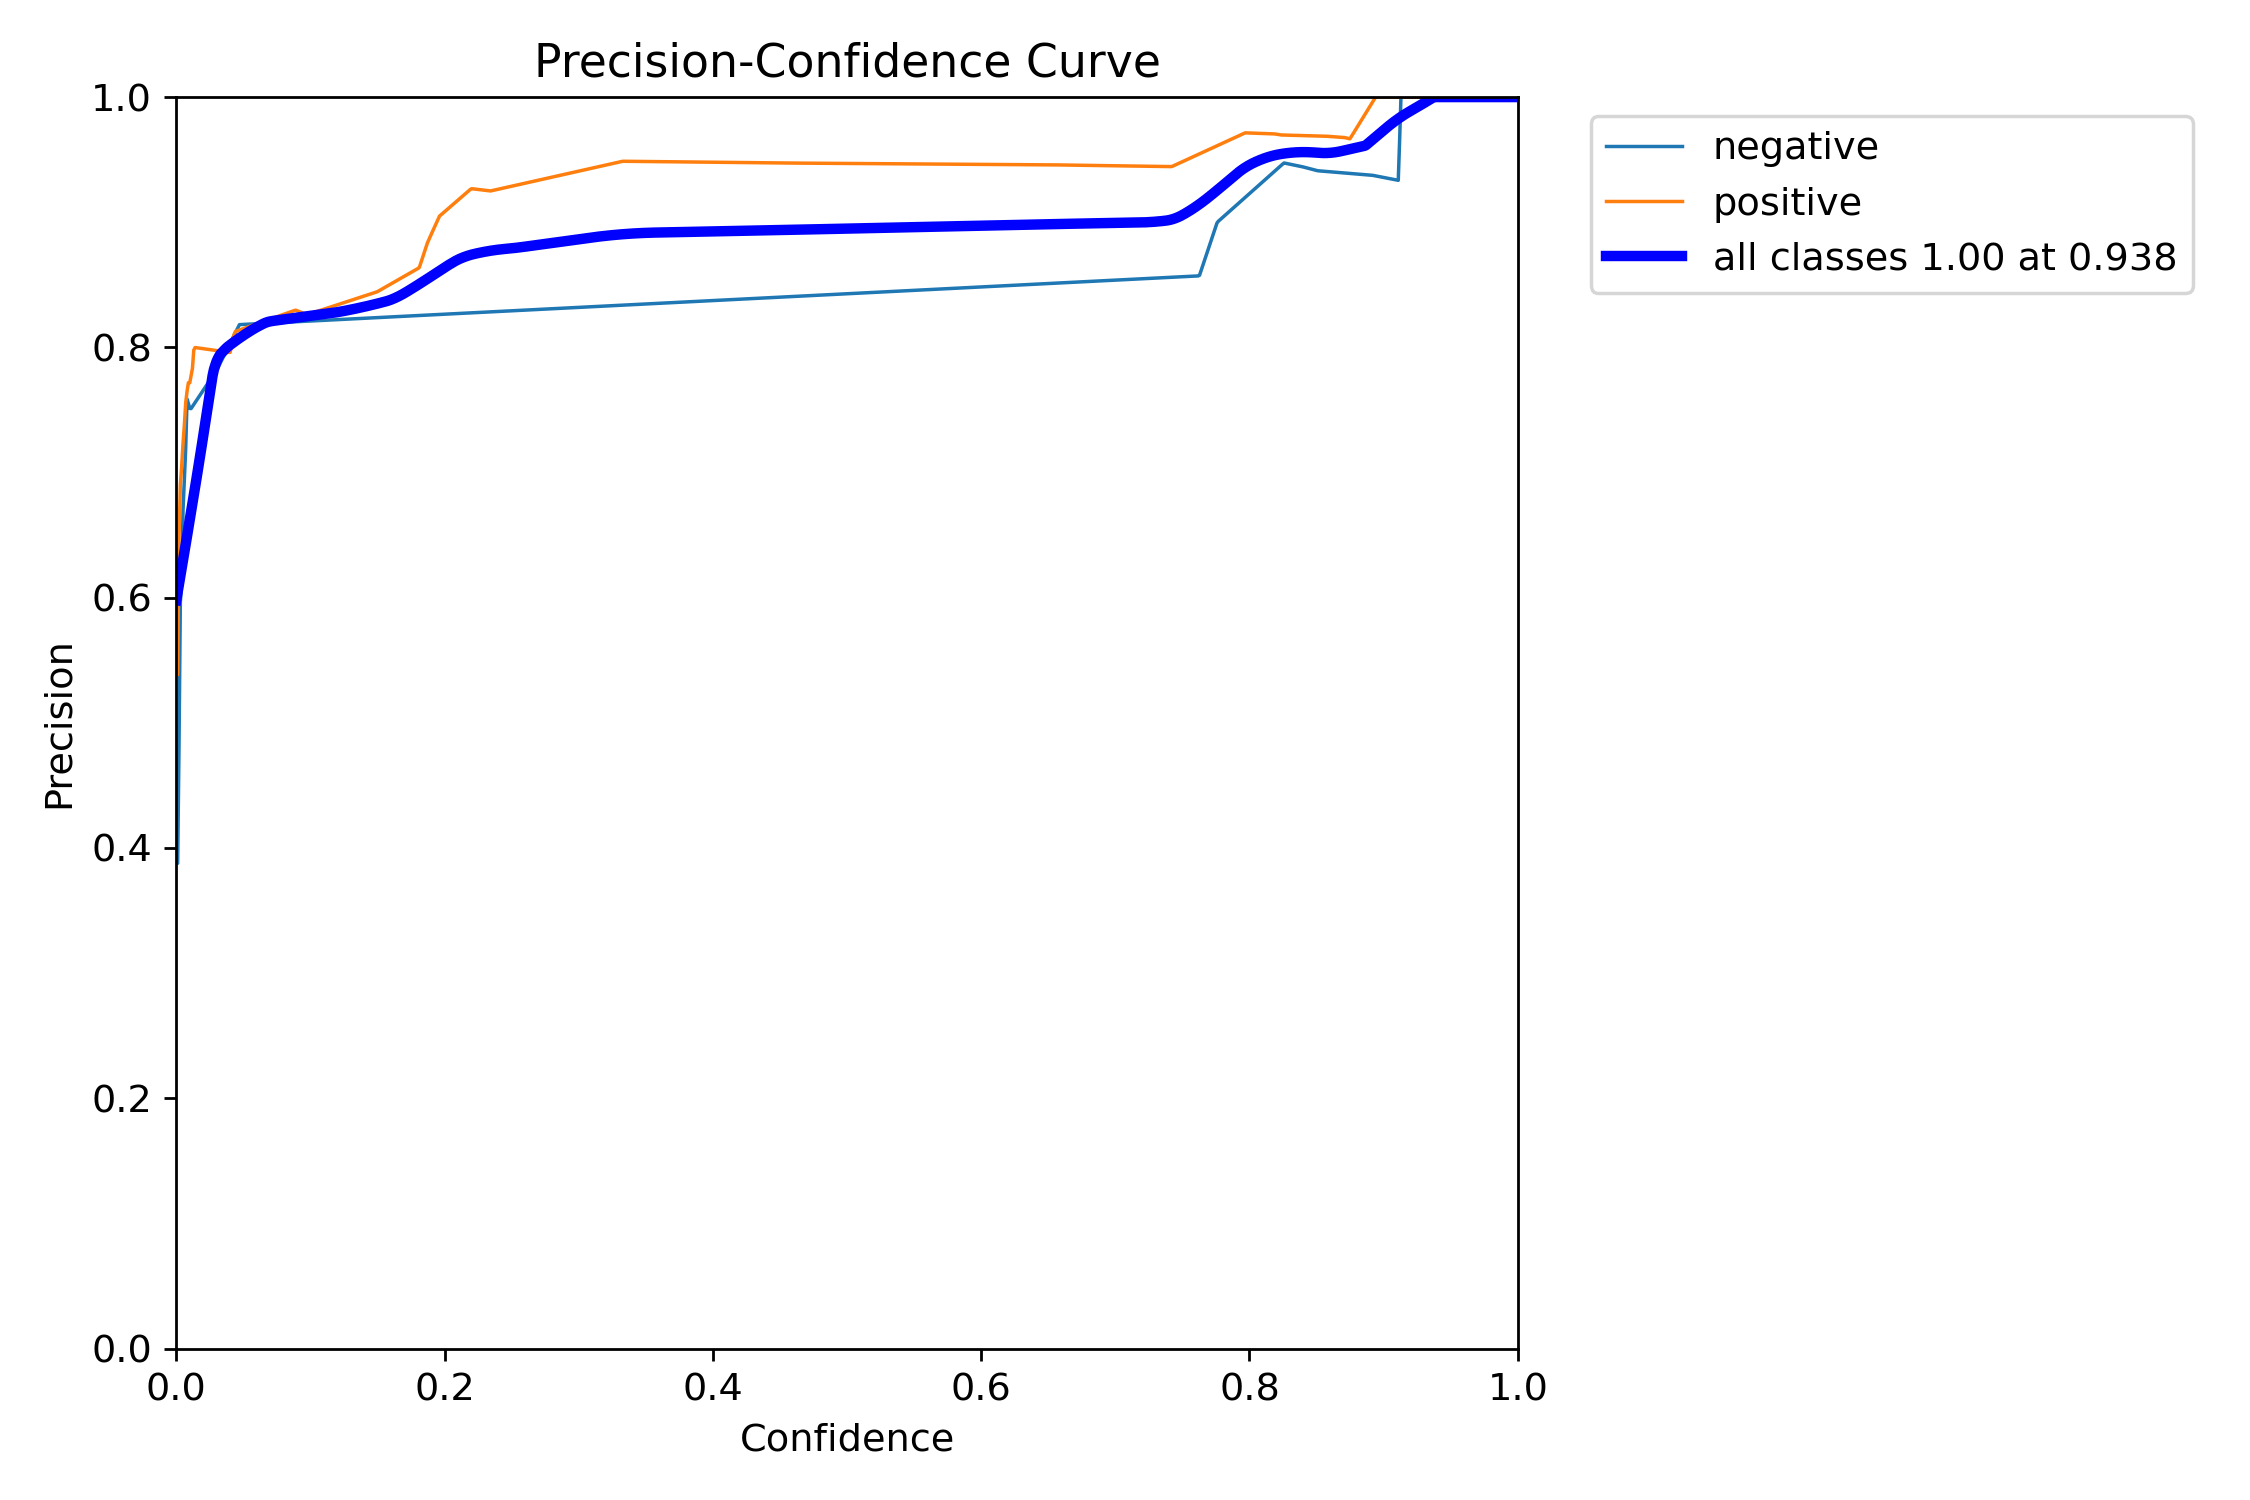 Precision-Confidence Curve
1.0
0.8
0.6
0.4
0.2
0.0
Precision
0.0 0.2 0.4 0.6 0.8 1.0
Confidence
negative
positive
all classes 1.00 at 0.938